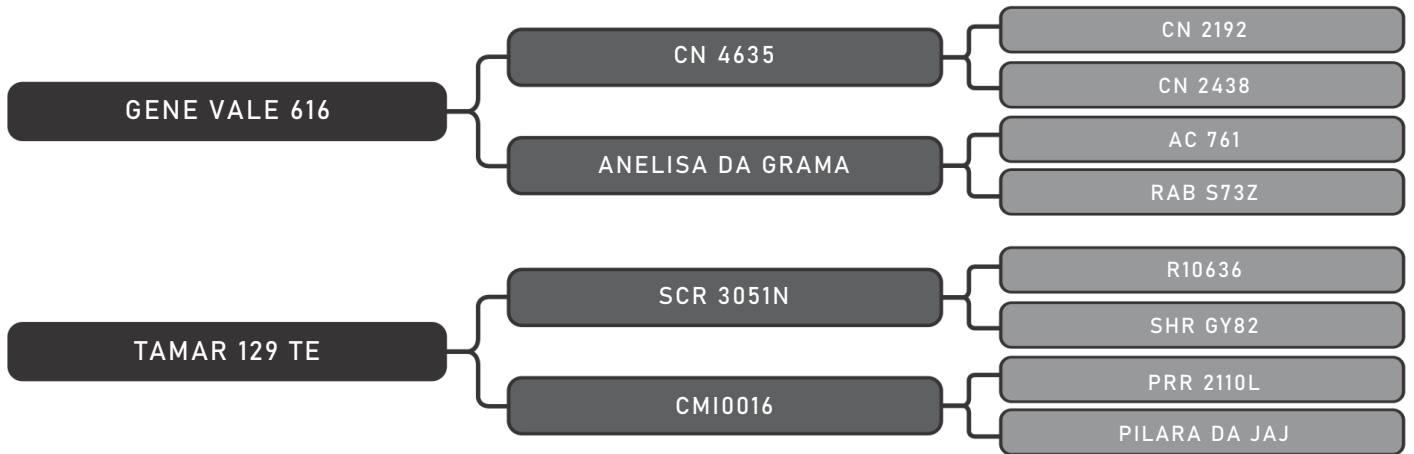 CN 2192
CN 4635
CN 2438
GENE VALE 616
AC 761
ANELISA DA GRAMA
RAB S73Z
R10636
SCR 3051N
SHR GY82
TAMAR 129 TE
PRR 2110L
CMI0016
PILARA DA JAJ